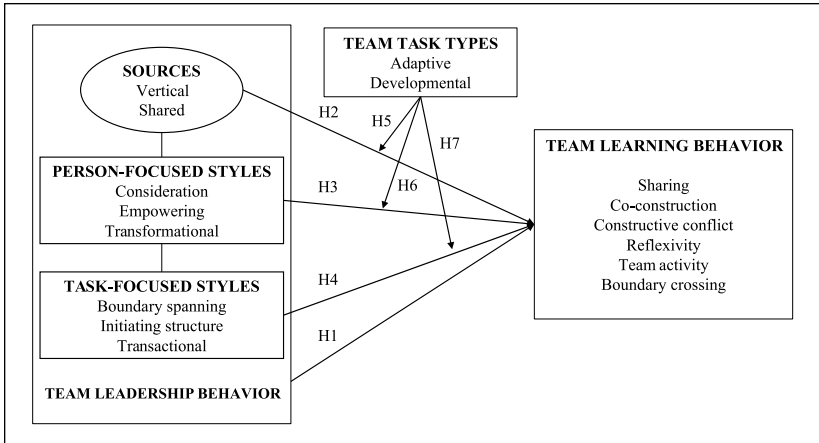 SOURCES
Vertical
Shared
PERSON-FOCUSED STYLES
Consideration
Empowering
Transformational
TASK-FOCUSED STYLES
Boundary spanning
Initiating structure
Transactional
TEAM LEADERSHIP BEHAVIOR
TEAM TASK TYPES
Adaptive
Developmental
H2
H5
H7
H3
H6
H4
H1
TEAM LEARNING BEHAVIOR
Sharing
Co-construction
Constructive conflict
Reflexivity
Team activity
Boundary crossing